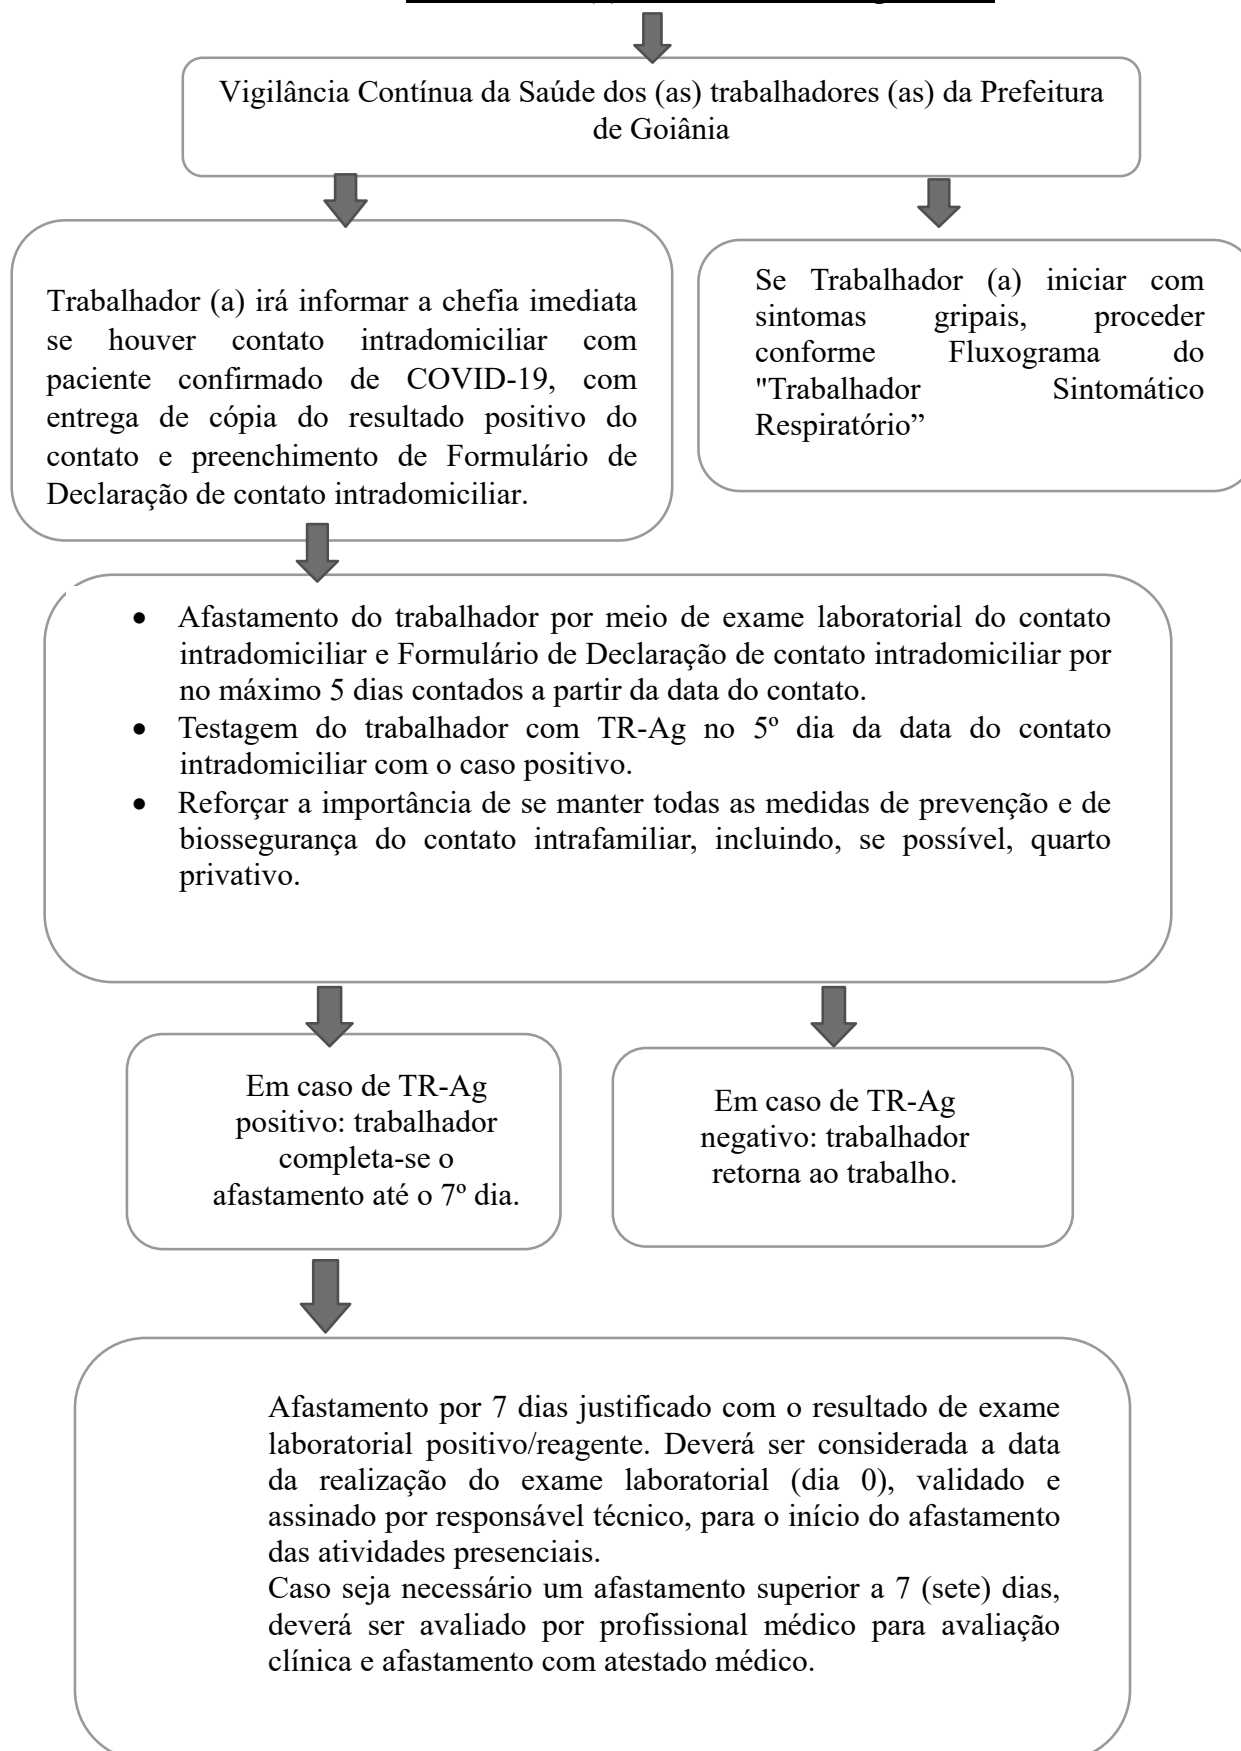 Vigilância Contínua da Saúde dos (as) trabalhadores (as) da Prefeitura
de Goiânia
Trabalhador (a) irá informar a chefia imediata
se houver contato intradomiciliar com
paciente confirmado de COVID-19, com
entrega de cópia do resultado positivo do
contato e preenchimento de Formulário de
Declaração de contato intradomiciliar.
Se Trabalhador (a) iniciar com
sintomas gripais, proceder
conforme Fluxograma do
"Trabalhador Sintomático
Respiratório”
• Afastamento do trabalhador por meio de exame laboratorial do contato
intradomiciliar e Formulário de Declaração de contato intradomiciliar por
no máximo 5 dias contados a partir da data do contato.
• Testagem do trabalhador com TR-Ag no 5º dia da data do contato
intradomiciliar com o caso positivo.
• Reforçar a importância de se manter todas as medidas de prevenção e de
biossegurança do contato intrafamiliar, incluindo, se possível, quarto
privativo.
Em caso de TR-Ag
positivo: trabalhador
completa-se o
afastamento até o 7º dia.
Em caso de TR-Ag
negativo: trabalhador
retorna ao trabalho.
Afastamento por 7 dias justificado com o resultado de exame
laboratorial positivo/reagente. Deverá ser considerada a data
da realização do exame laboratorial (dia 0), validado e
assinado por responsável técnico, para o início do afastamento
das atividades presenciais.
Caso seja necessário um afastamento superior a 7 (sete) dias,
deverá ser avaliado por profissional médico para avaliação
clínica e afastamento com atestado médico.